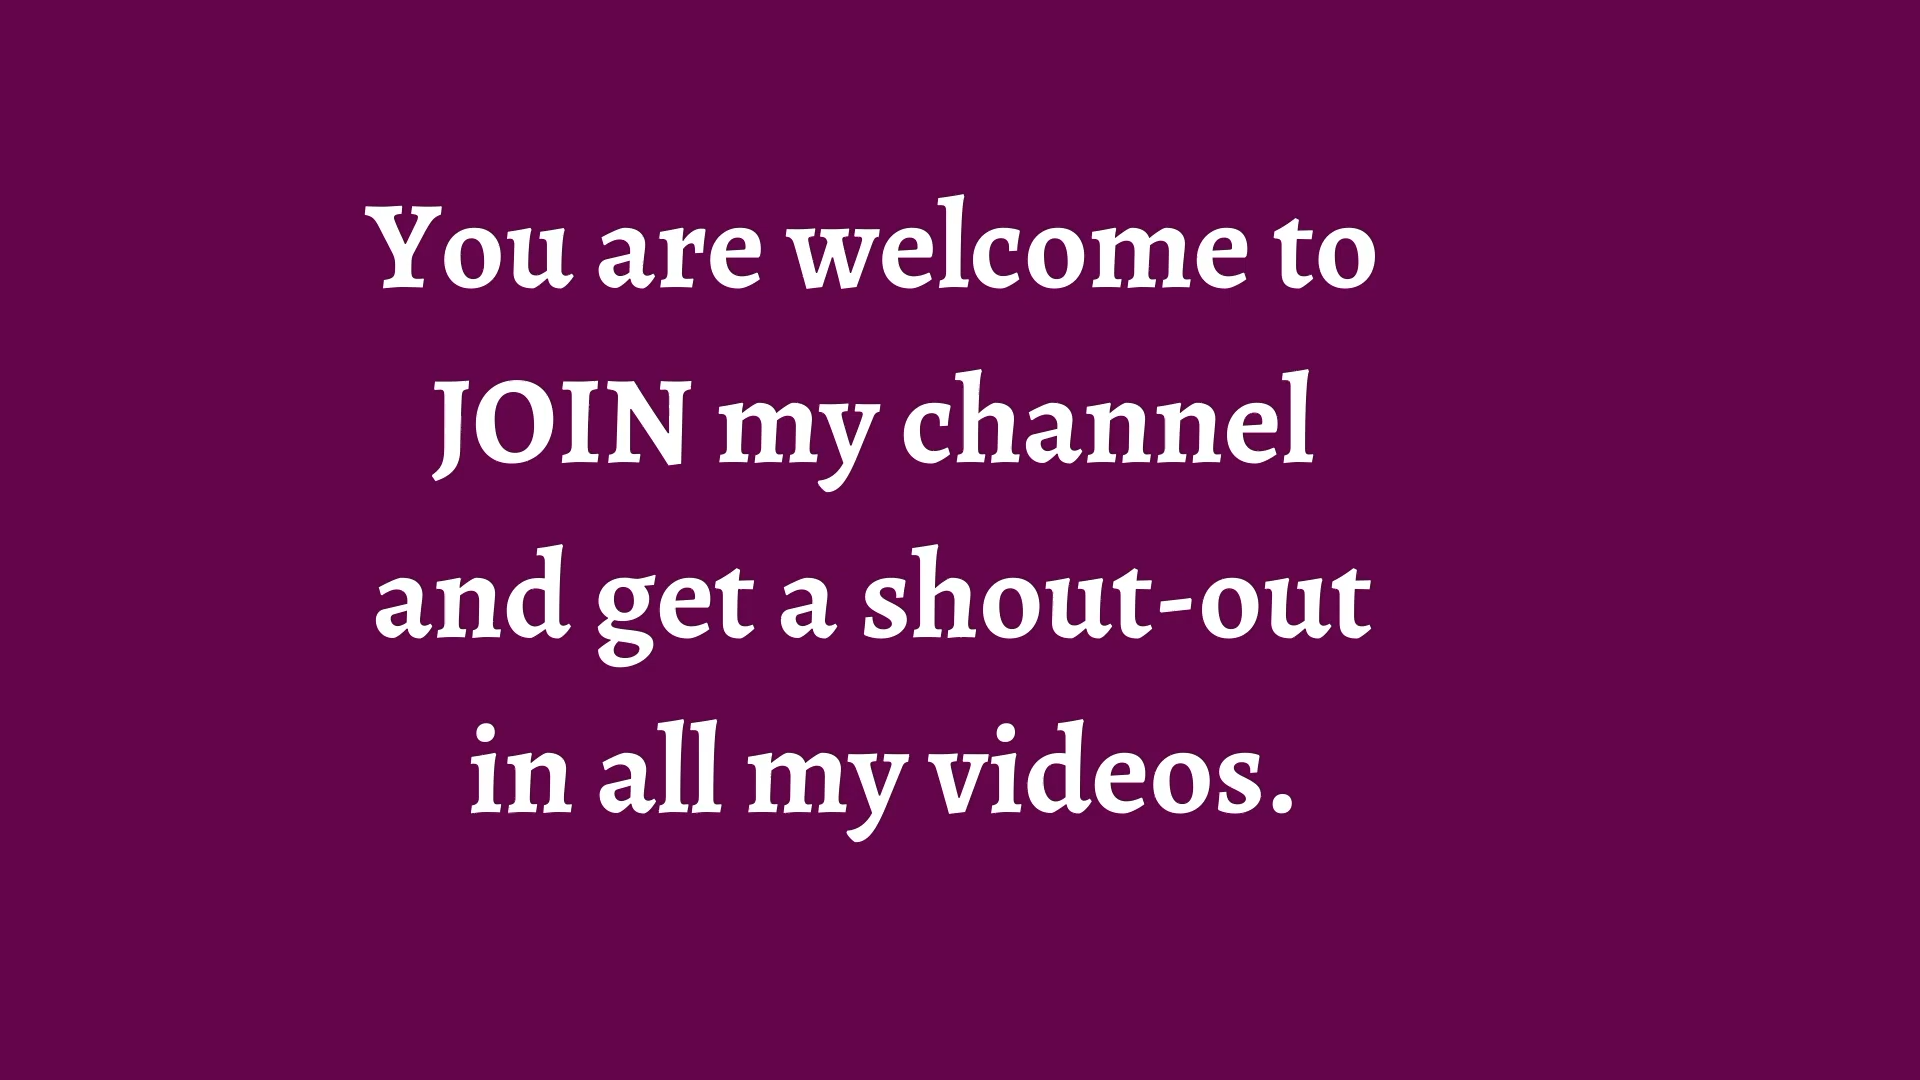 You are welcome to
JOIN my channel
and get a shout-out
in all my videos.